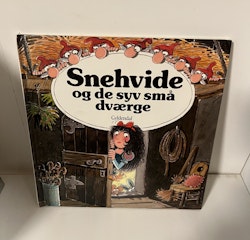 Snehvide
og de syv små
dværge
Gyldendal